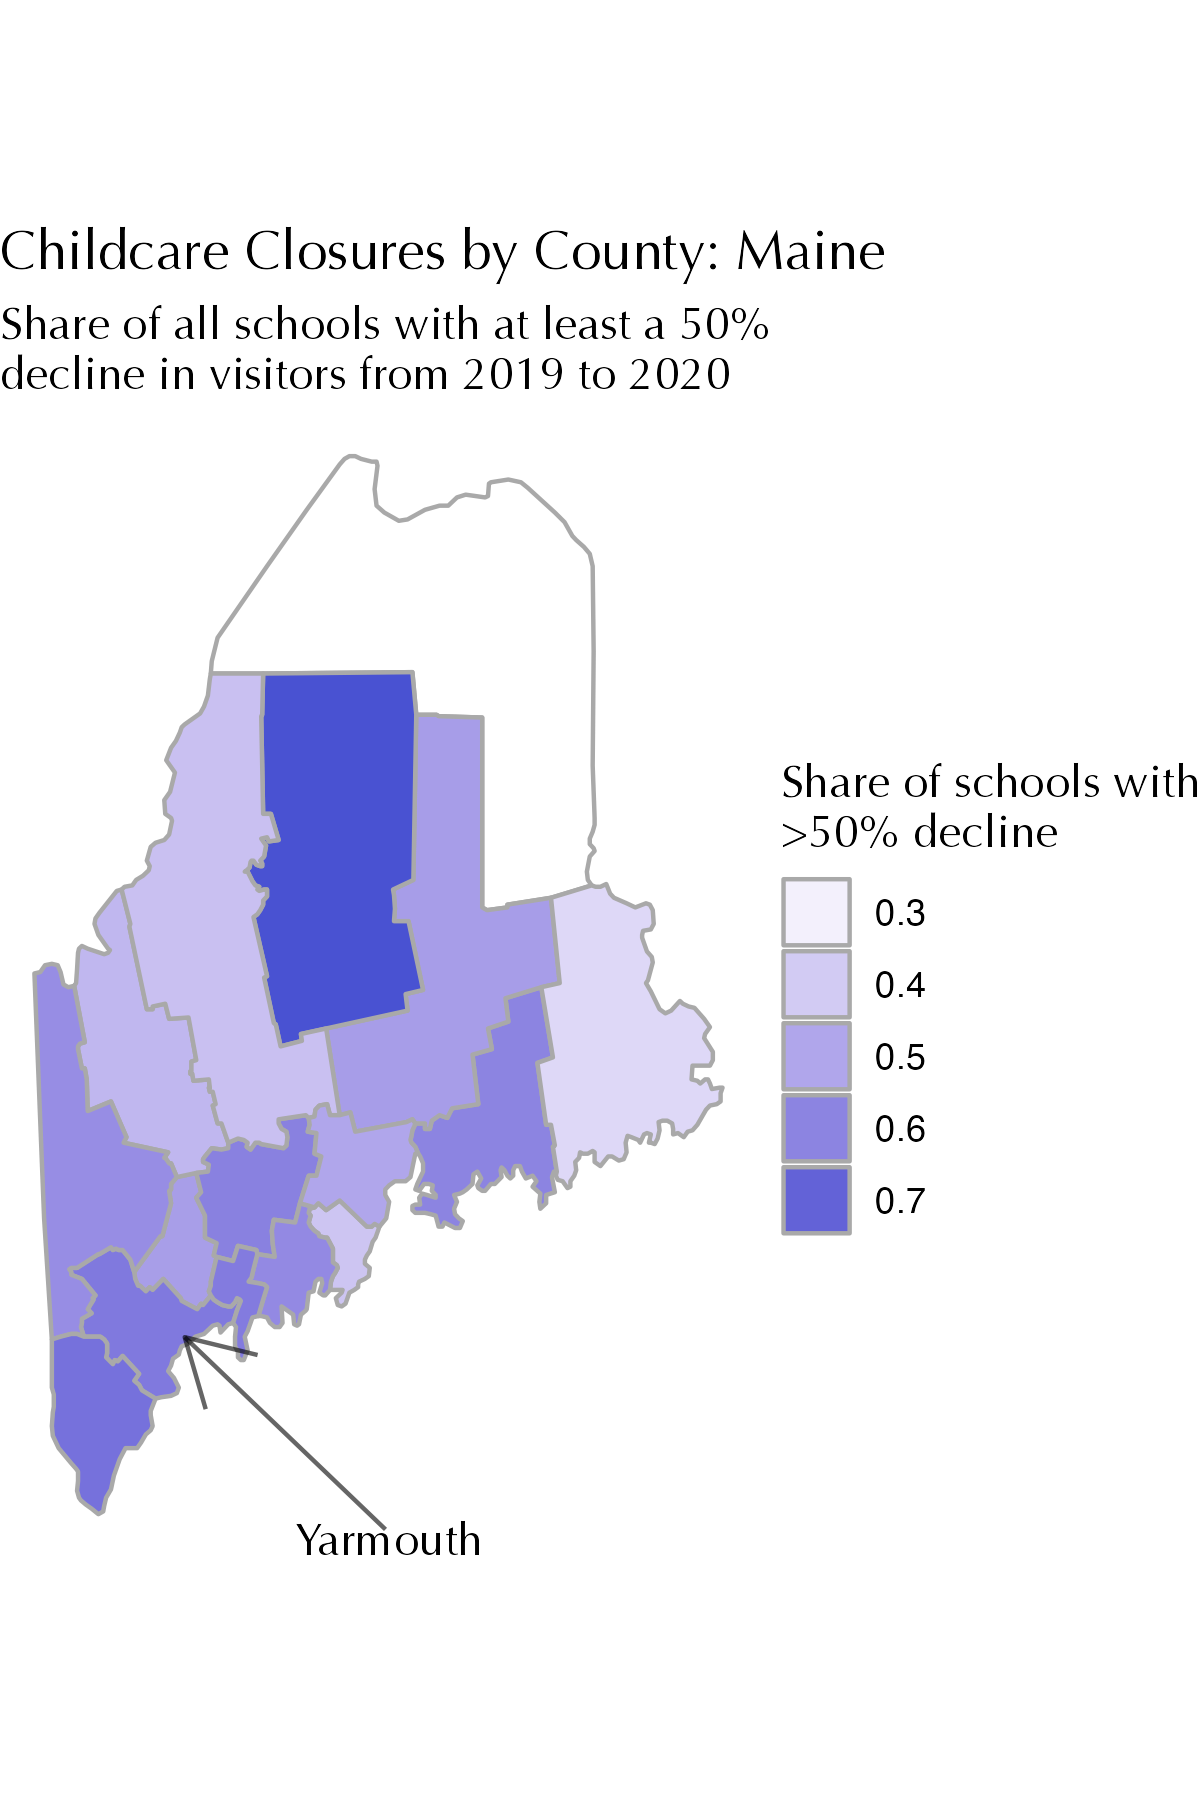 Childcare Closures by County: Maine
Share of all schools with at least a 50%
decline in visitors from 2019 to 2020
Share of schools with
>50% decline
0.3
0.4
0.5
0.6
0.7
Yarmouth